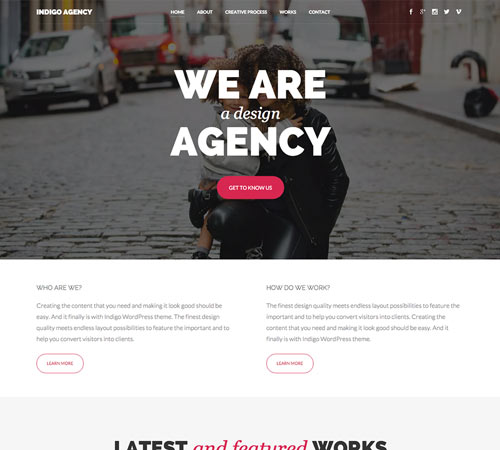 INDIGO AGENCY
HOME ABOUT CREATIVE PROCESS WORKS CONTACT
WE ARE
a design
AGENCY
GET TO KNOW US
WHO ARE WE?
Creating the content that you need and making it look good should be
easy. And it finally is with Indigo WordPress theme. The finest design
quality meets endless layout possibilities to feature the important and to
help you convert visitors into clients.
LEARN MORE
HOW DO WE WORK?
The finest design quality meets endless layout possibilities to feature the
important and to help you convert visitors into clients. Creating the
content that you need and making it look good should be easy. And it
finally is with Indigo WordPress theme.
LEARN MORE
LATEST and featured WORKS